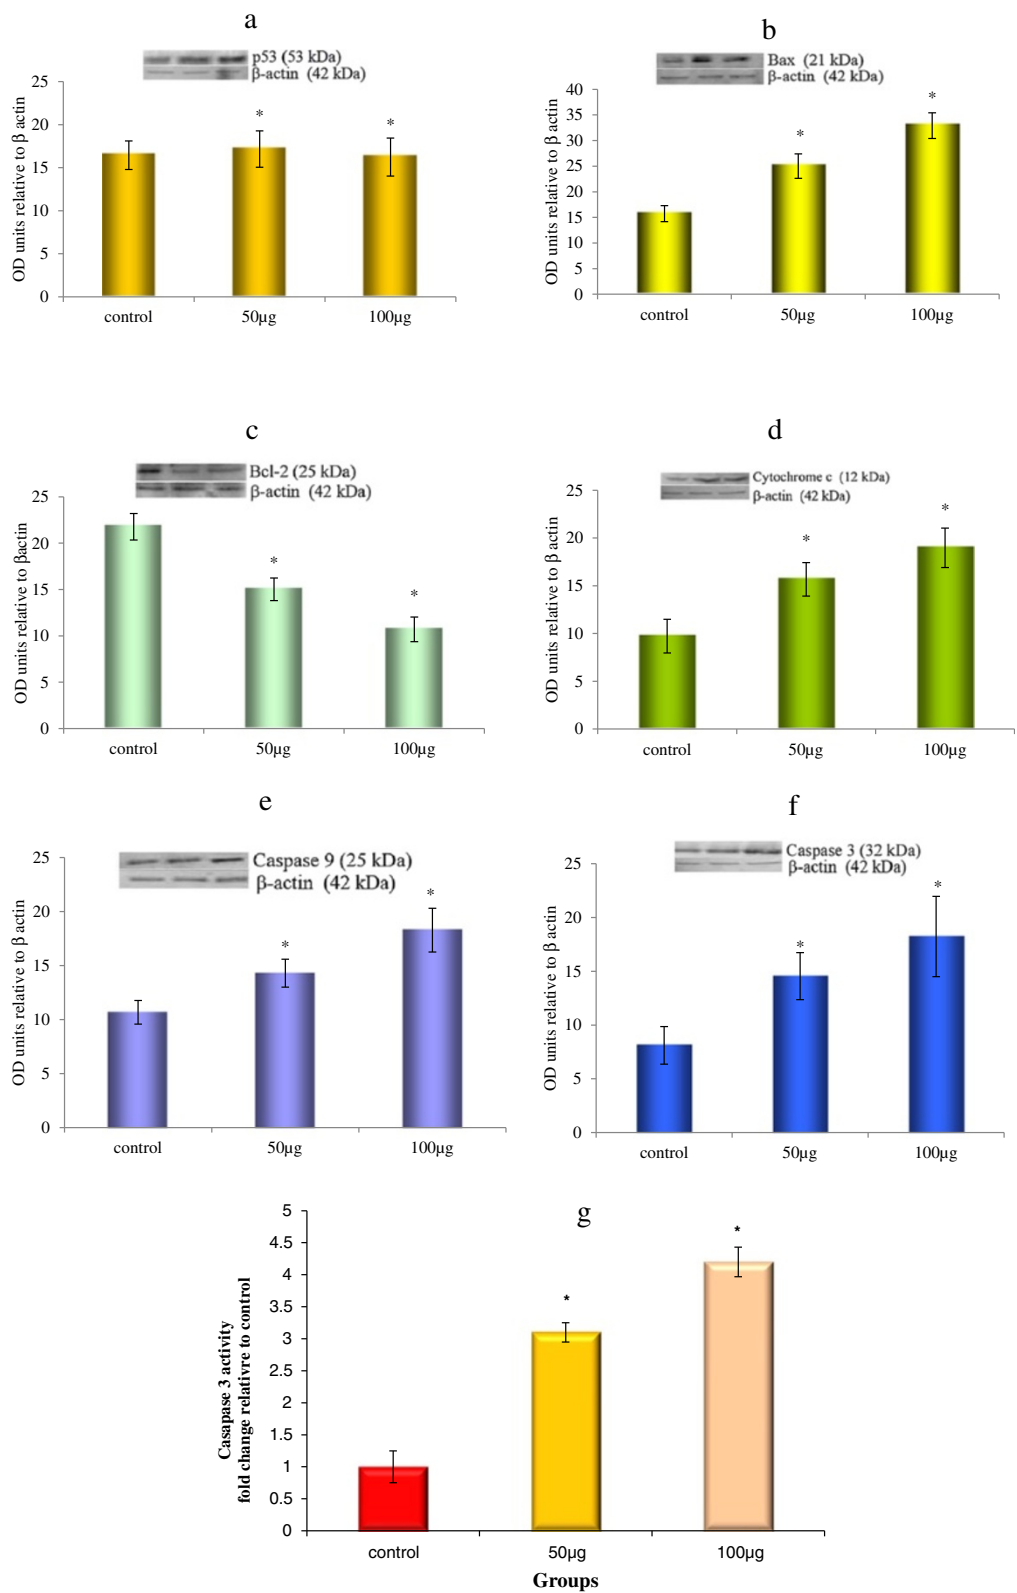 a
p53 (53 kDa)
β-actin (42 kDa)
OD units relative to β actin
25
20
15
10
5
0
*
*
control
50µg
100µg
b
Bax (21 kDa)
β-actin (42 kDa)
OD units relative to β actin
40
35
30
25
20
15
10
5
0
*
*
control
50µg
100µg
c
Bcl-2 (25 kDa)
β-actin (42 kDa)
OD units relative to βactin
25
20
15
10
5
0
*
*
control
50µg
100µg
d
Cytochrome c (12 kDa)
β-actin (42 kDa)
OD units relative to β actin
25
20
15
10
5
0
*
*
control
50µg
100µg
e
Caspase 9 (25 kDa)
β-actin (42 kDa)
OD units relative to β actin
25
20
15
10
5
0
*
*
control
50µg
100µg
f
Caspase 3 (32 kDa)
β-actin (42 kDa)
OD units relative to β actin
25
20
15
10
5
0
*
*
control
50µg
100µg
g
Casapase 3 activity
fold change relativre to control
5
4.5
4
3.5
3
2.5
2
1.5
1
0.5
0
*
*
control
50µg
100µg
Groups